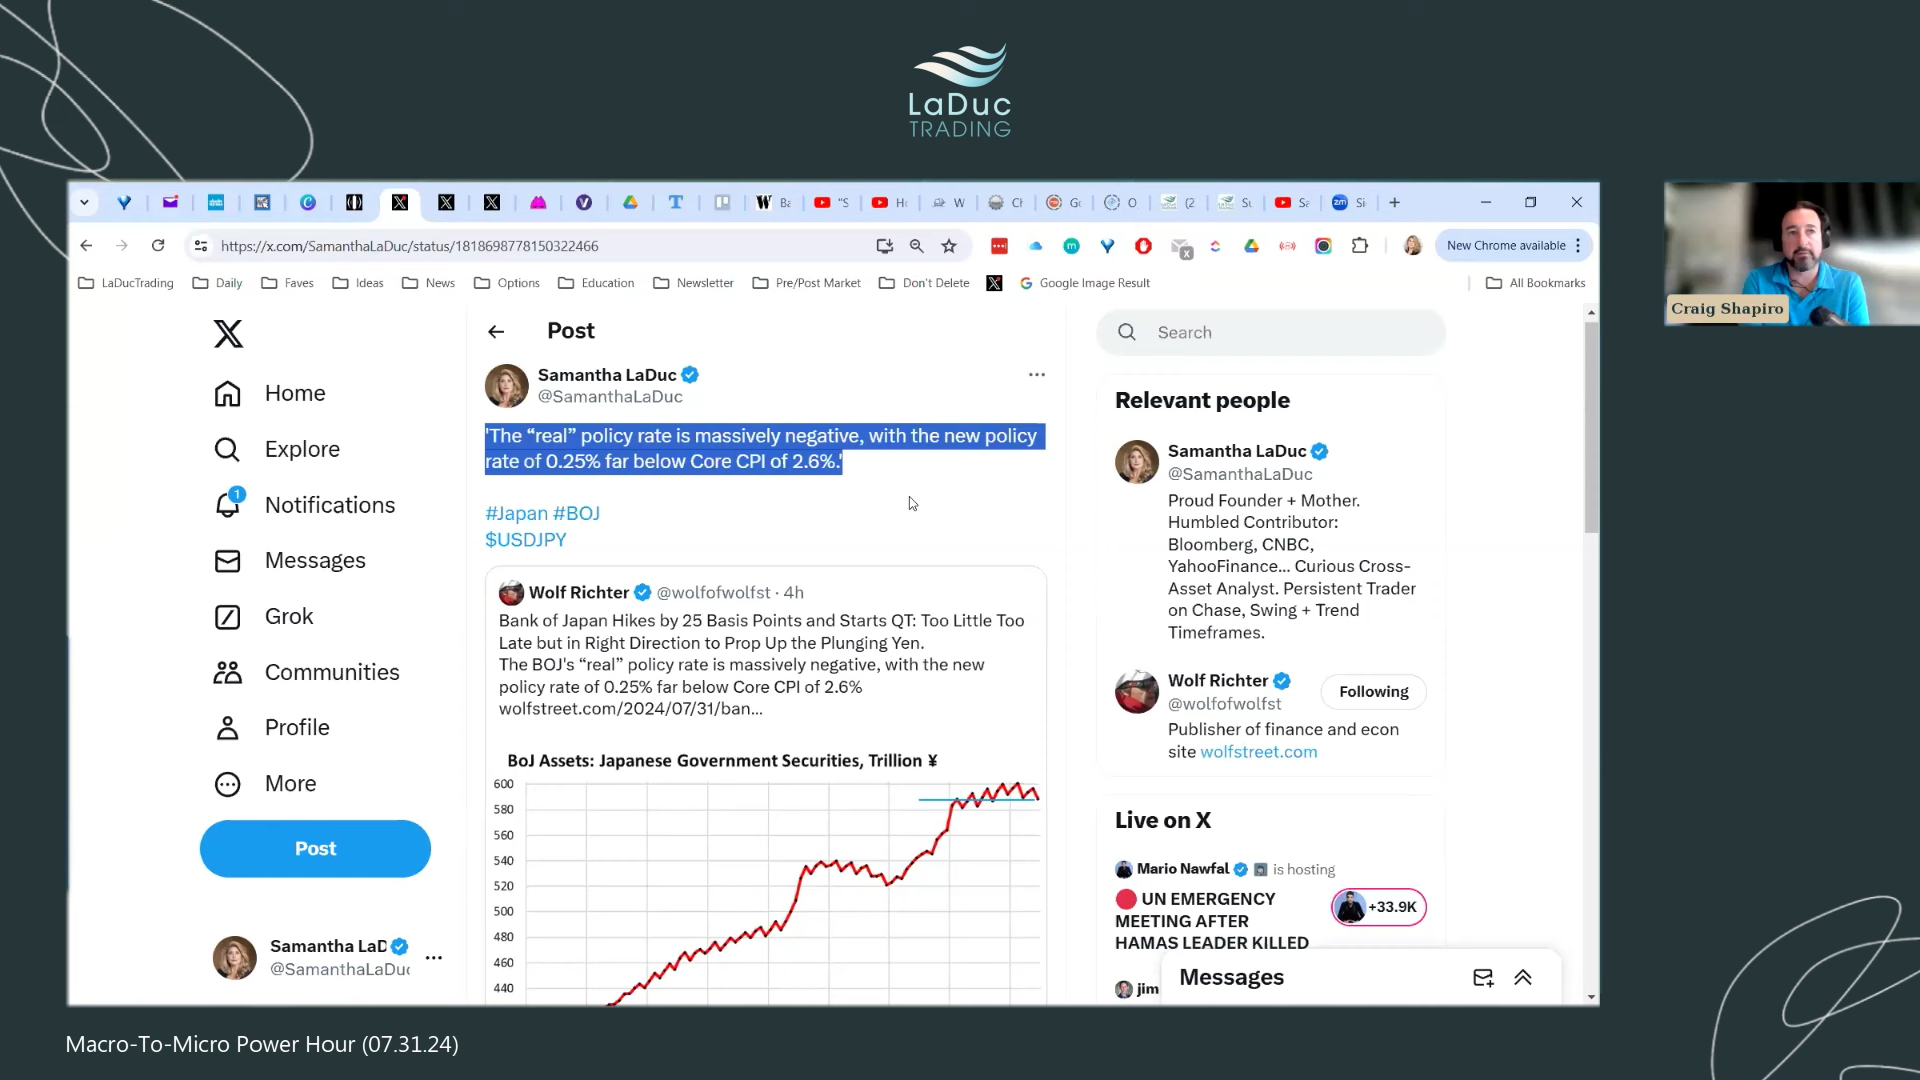 LaDuc
TRADING
"S
Ba
Hc
W
Cl
Gc
O
(2
St
Sa
zm
Si
https://x.com/SamanthaLaDuc/status/1818698778150322466
New Chrome available
LaDucTrading
Daily
Faves
Ideas
News
Options
Education
Newsletter
Pre/Post Market
Don't Delete
Google Image Result
All Bookmarks
Craig Shapiro
Home
Explore
1
Notifications
Messages
Grok
Communities
Profile
More
Post
Samantha LaD
@SamanthaLaDuc
Post
Samantha LaDuc
@SamanthaLaDuc
'The “real” policy rate is massively negative, with the new policy
rate of 0.25% far below Core CPI of 2.6%.'
#Japan #BOJ
$USDJPY
Wolf Richter @wolfofwolfst · 4h
Bank of Japan Hikes by 25 Basis Points and Starts QT: Too Little Too
Late but in Right Direction to Prop Up the Plunging Yen.
The BOJ's “real” policy rate is massively negative, with the new
policy rate of 0.25% far below Core CPI of 2.6%
wolfstreet.com/2024/07/31/ban...
BoJ Assets: Japanese Government Securities, Trillion ¥
600
580
560
540
520
500
480
460
440
Search
Relevant people
Samantha LaDuc
@SamanthaLaDuc
Proud Founder + Mother.
Humbled Contributor:
Bloomberg, CNBC,
YahooFinance... Curious Cross-
Asset Analyst. Persistent Trader
on Chase, Swing + Trend
Timeframes.
Wolf Richter
@wolfofwolfst
Following
Publisher of finance and econ
site wolfstreet.com
Live on X
Mario Nawfal is hosting
UN EMERGENCY
MEETING AFTER
HAMAS LEADER KILLED
+33.9K
jim
Messages
Macro-To-Micro Power Hour (07.31.24)